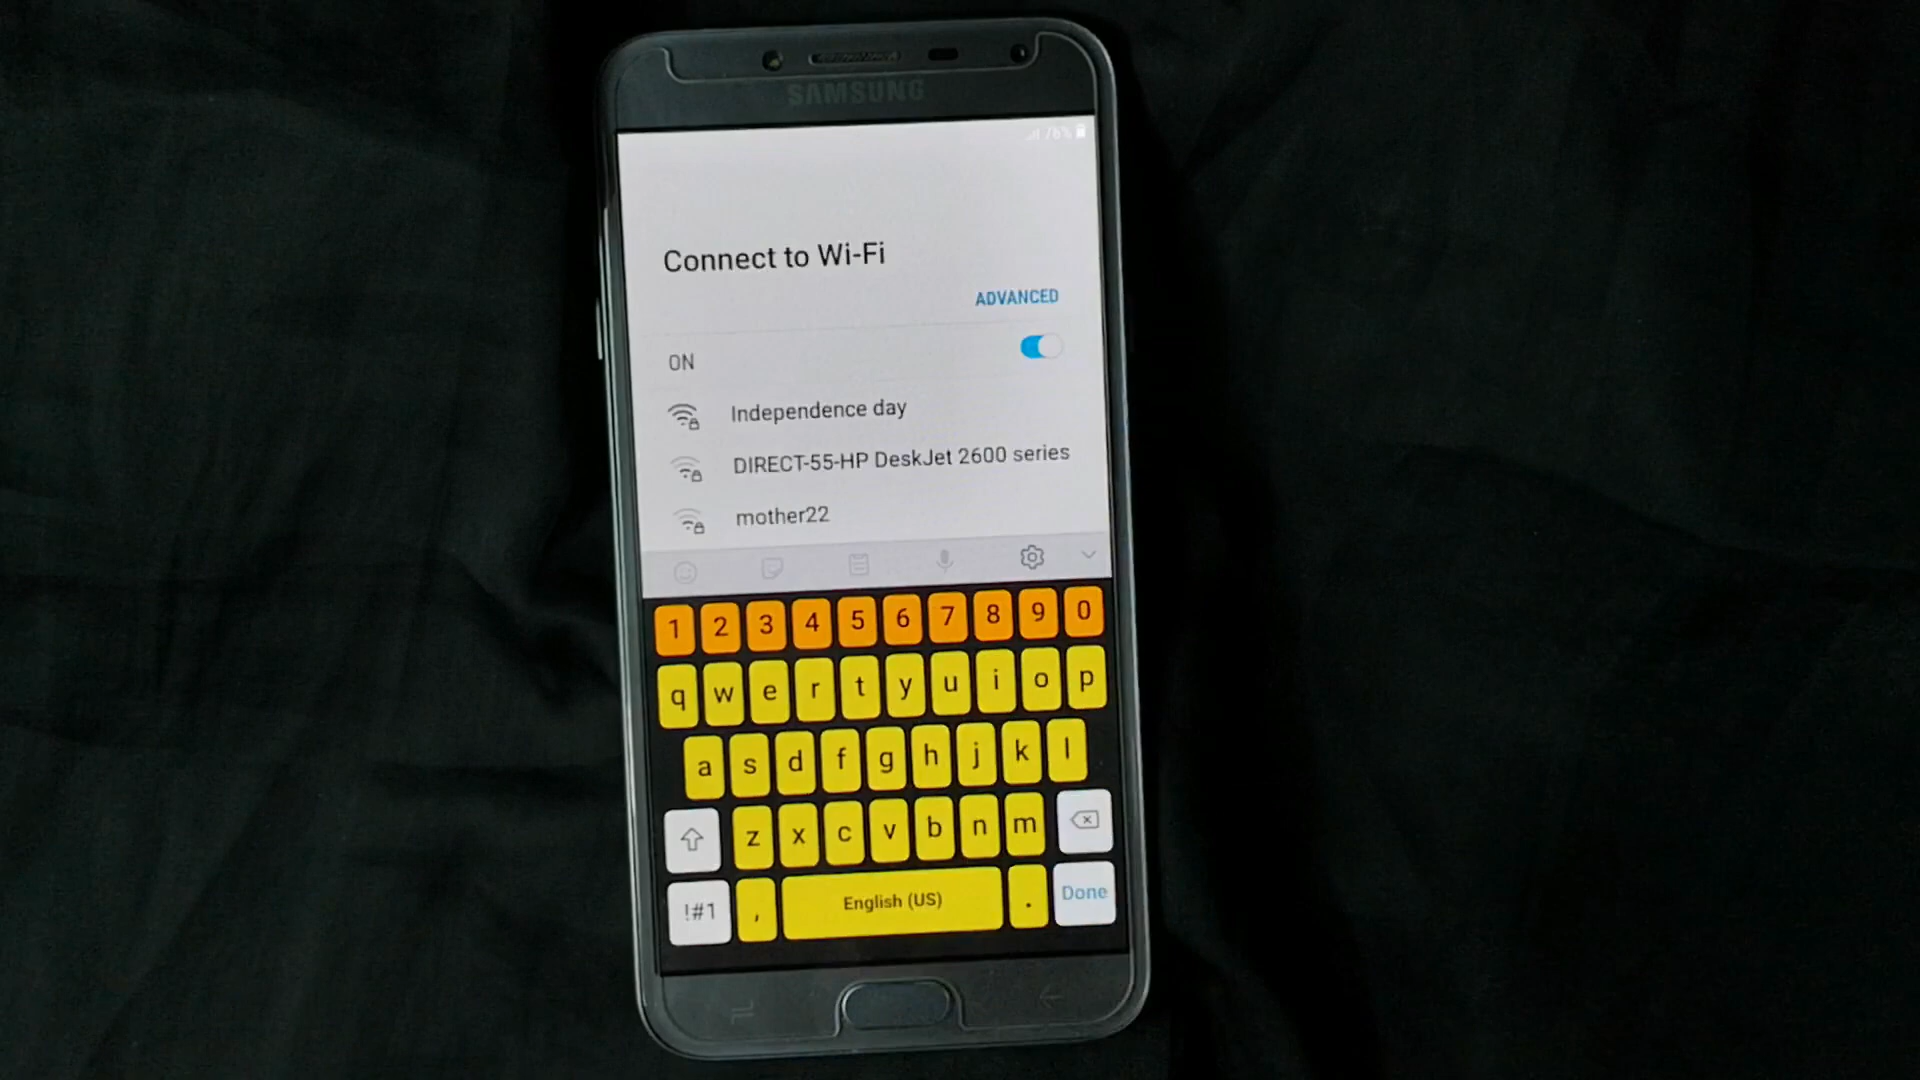 SAMSUNG
76%
Connect to Wi-Fi
ADVANCED
ON
Independence day
DIRECT-55-HP DeskJet 2600 series
mother22
1 2 3 4 5 6 7 8 9 0
q w e r t y u i o p
a s d f g h j k l
z x c v b n m
!#1 , English (US) . Done